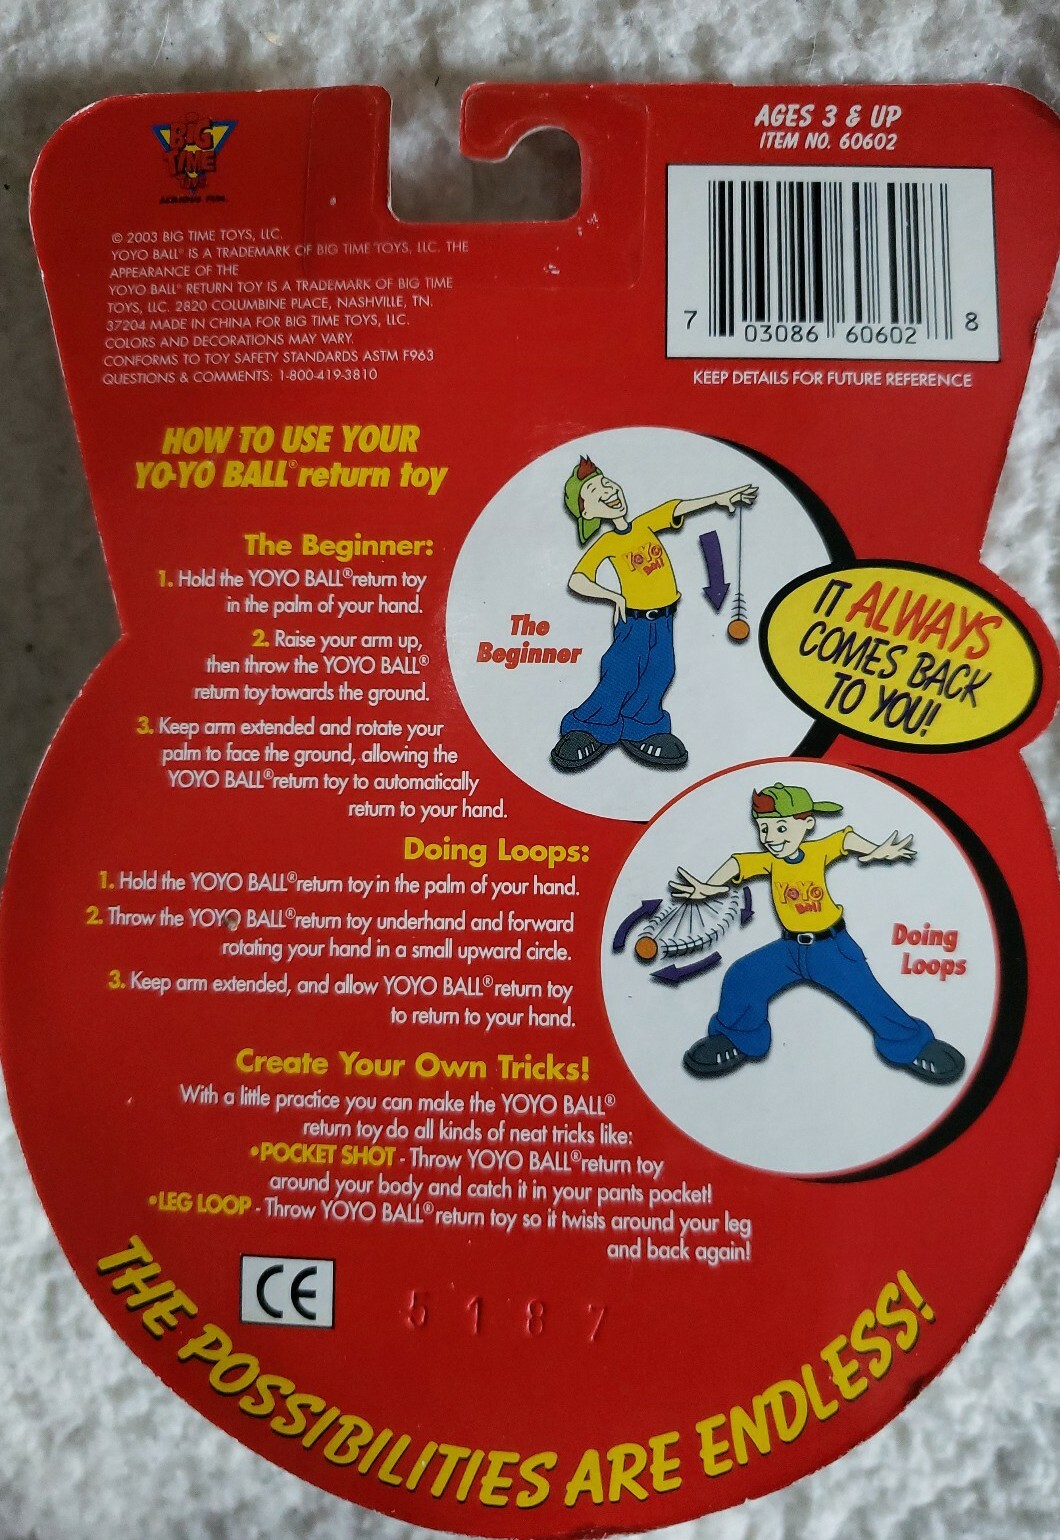 BIG
TIME
TOYS
SERIOUS FUN.
© 2003 BIG TIME TOYS, LLC.
YOYO BALL® IS A TRADEMARK OF BIG TIME TOYS, LLC. THE
APPEARANCE OF THE
YOYO BALL® RETURN TOY IS A TRADEMARK OF BIG TIME
TOYS, LLC. 2820 COLUMBINE PLACE, NASHVILLE, TN.
37204 MADE IN CHINA FOR BIG TIME TOYS, LLC.
COLORS AND DECORATIONS MAY VARY.
CONFORMS TO TOY SAFETY STANDARDS ASTM F963
QUESTIONS & COMMENTS: 1-800-419-3810
AGES 3 & UP
ITEM NO. 60602
7 03086 60602 8
KEEP DETAILS FOR FUTURE REFERENCE
HOW TO USE YOUR
YO-YO BALL® return toy
The Beginner:
1. Hold the YOYO BALL® return toy
in the palm of your hand.
2. Raise your arm up,
then throw the YOYO BALL®
return toy towards the ground.
3. Keep arm extended and rotate your
palm to face the ground, allowing the
YOYO BALL® return toy to automatically
return to your hand.
YOYO
Ball
The
Beginner
IT ALWAYS
COMES BACK
TO YOU!
Doing Loops:
1. Hold the YOYO BALL® return toy in the palm of your hand.
2. Throw the YOYO BALL® return toy underhand and forward
rotating your hand in a small upward circle.
3. Keep arm extended, and allow YOYO BALL® return toy
to return to your hand.
YOYO
Ball
Doing
Loops
Create Your Own Tricks!
With a little practice you can make the YOYO BALL®
return toy do all kinds of neat tricks like:
•POCKET SHOT - Throw YOYO BALL® return toy
around your body and catch it in your pants pocket!
•LEG LOOP - Throw YOYO BALL® return toy so it twists around your leg
and back again!
CE
5 1 8 7
THE POSSIBILITIES ARE ENDLESS!